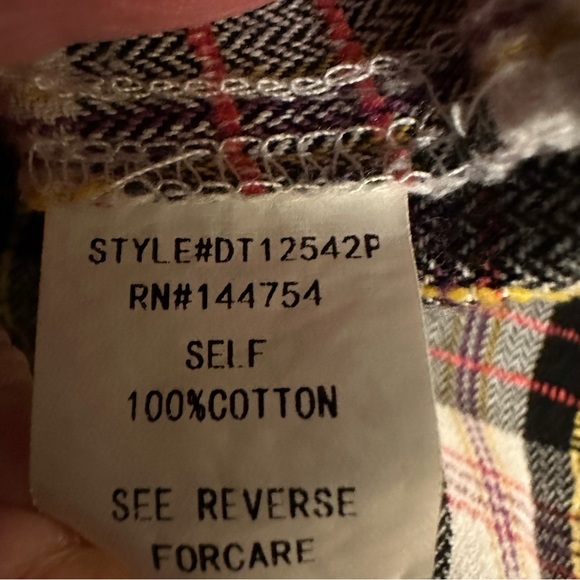 STYLE#DT12542P
RN#144754
SELF
100%COTTON
SEE REVERSE
FORCARE